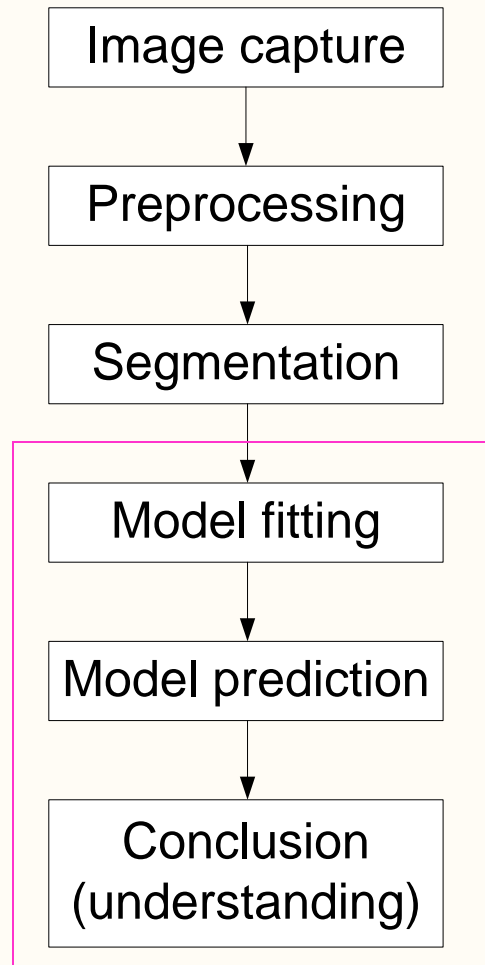 Image capture
Preprocessing
Segmentation
Model fitting
Model prediction
Conclusion
(understanding)